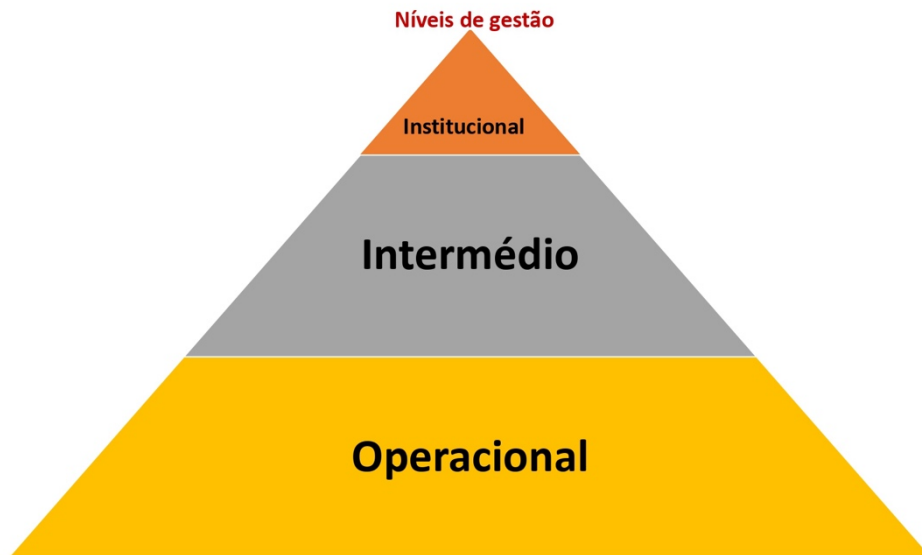 Níveis de gestão
Institucional
Intermédio
Operacional